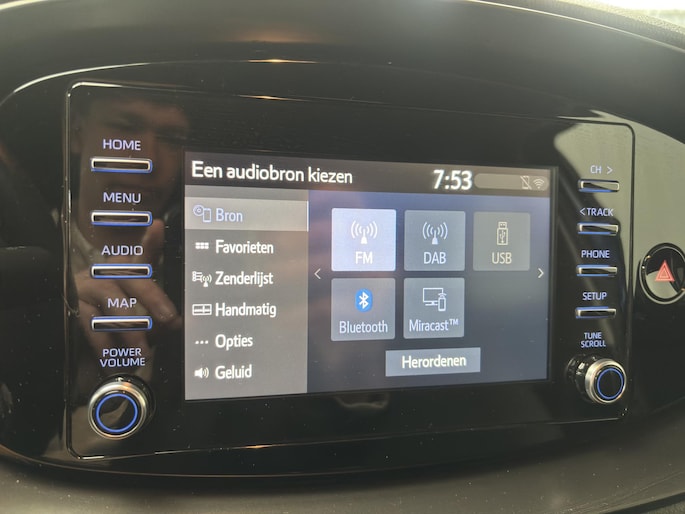 HOME
MENU
AUDIO
MAP
POWER
VOLUME
Een audiobron kiezen
7:53
Bron
Favorieten
Zenderlijst
Handmatig
Opties
Geluid
FM
DAB
USB
Bluetooth
Miracast™
Herordenen
CH >
< TRACK
PHONE
SETUP
TUNE
SCROLL